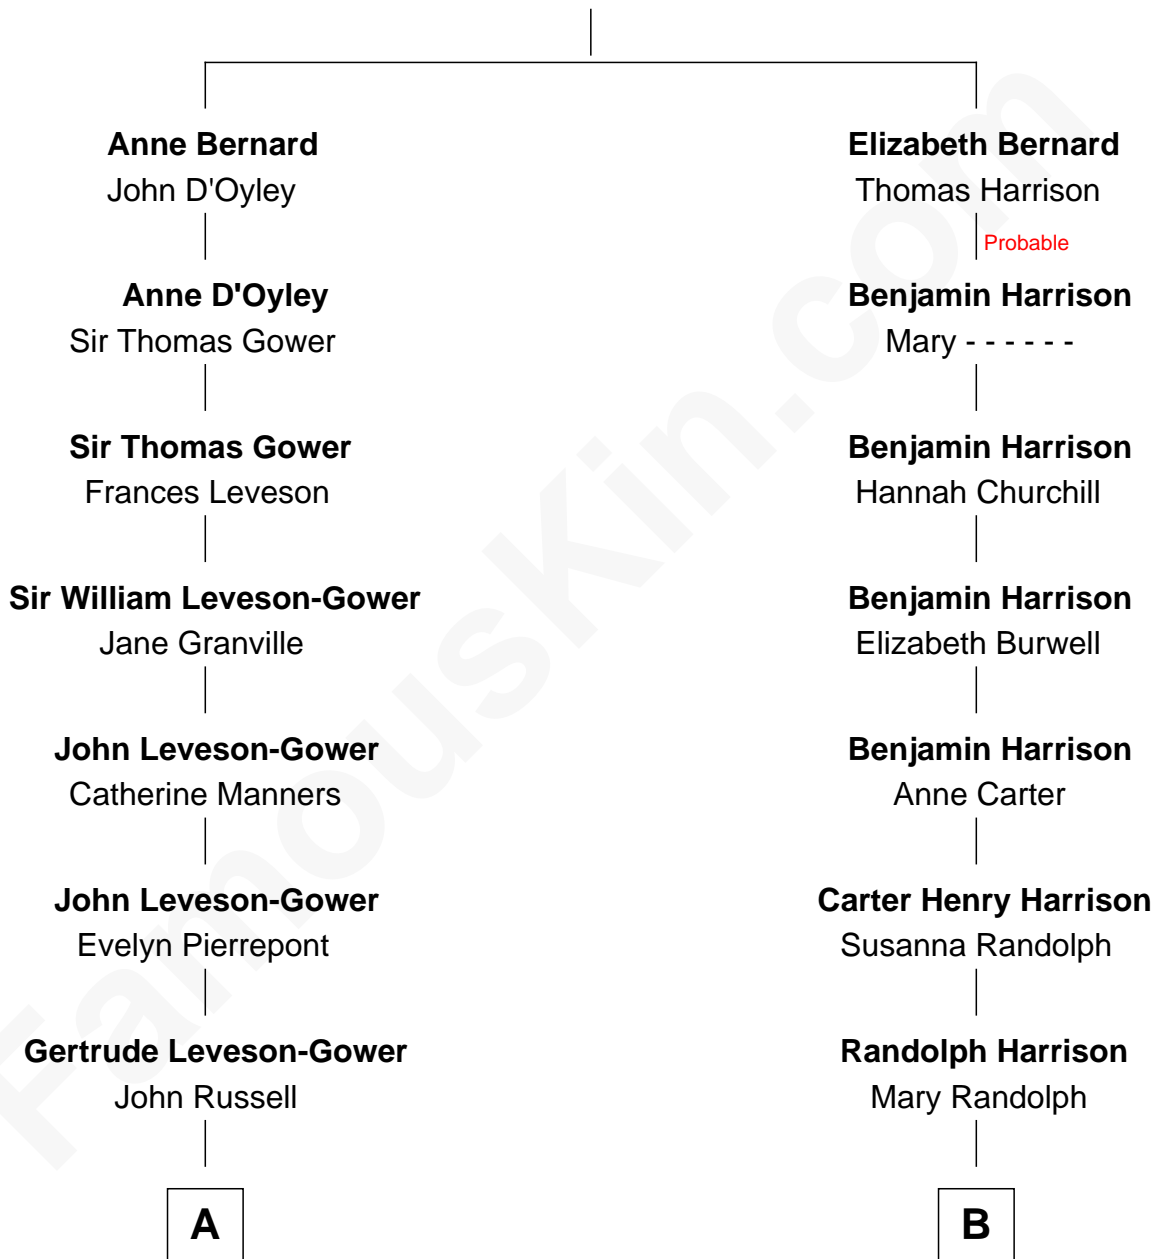 Anne Bernard
John D'Oyley
Anne D'Oyley
Sir Thomas Gower
Sir Thomas Gower
Frances Leveson
Sir William Leveson-Gower
Jane Granville
John Leveson-Gower
Catherine Manners
John Leveson-Gower
Evelyn Pierrepont
Gertrude Leveson-Gower
John Russell
A
Elizabeth Bernard
Thomas Harrison
Probable
Benjamin Harrison
Mary - - - - - -
Benjamin Harrison
Hannah Churchill
Benjamin Harrison
Elizabeth Burwell
Benjamin Harrison
Anne Carter
Carter Henry Harrison
Susanna Randolph
Randolph Harrison
Mary Randolph
B
FamousKin.com